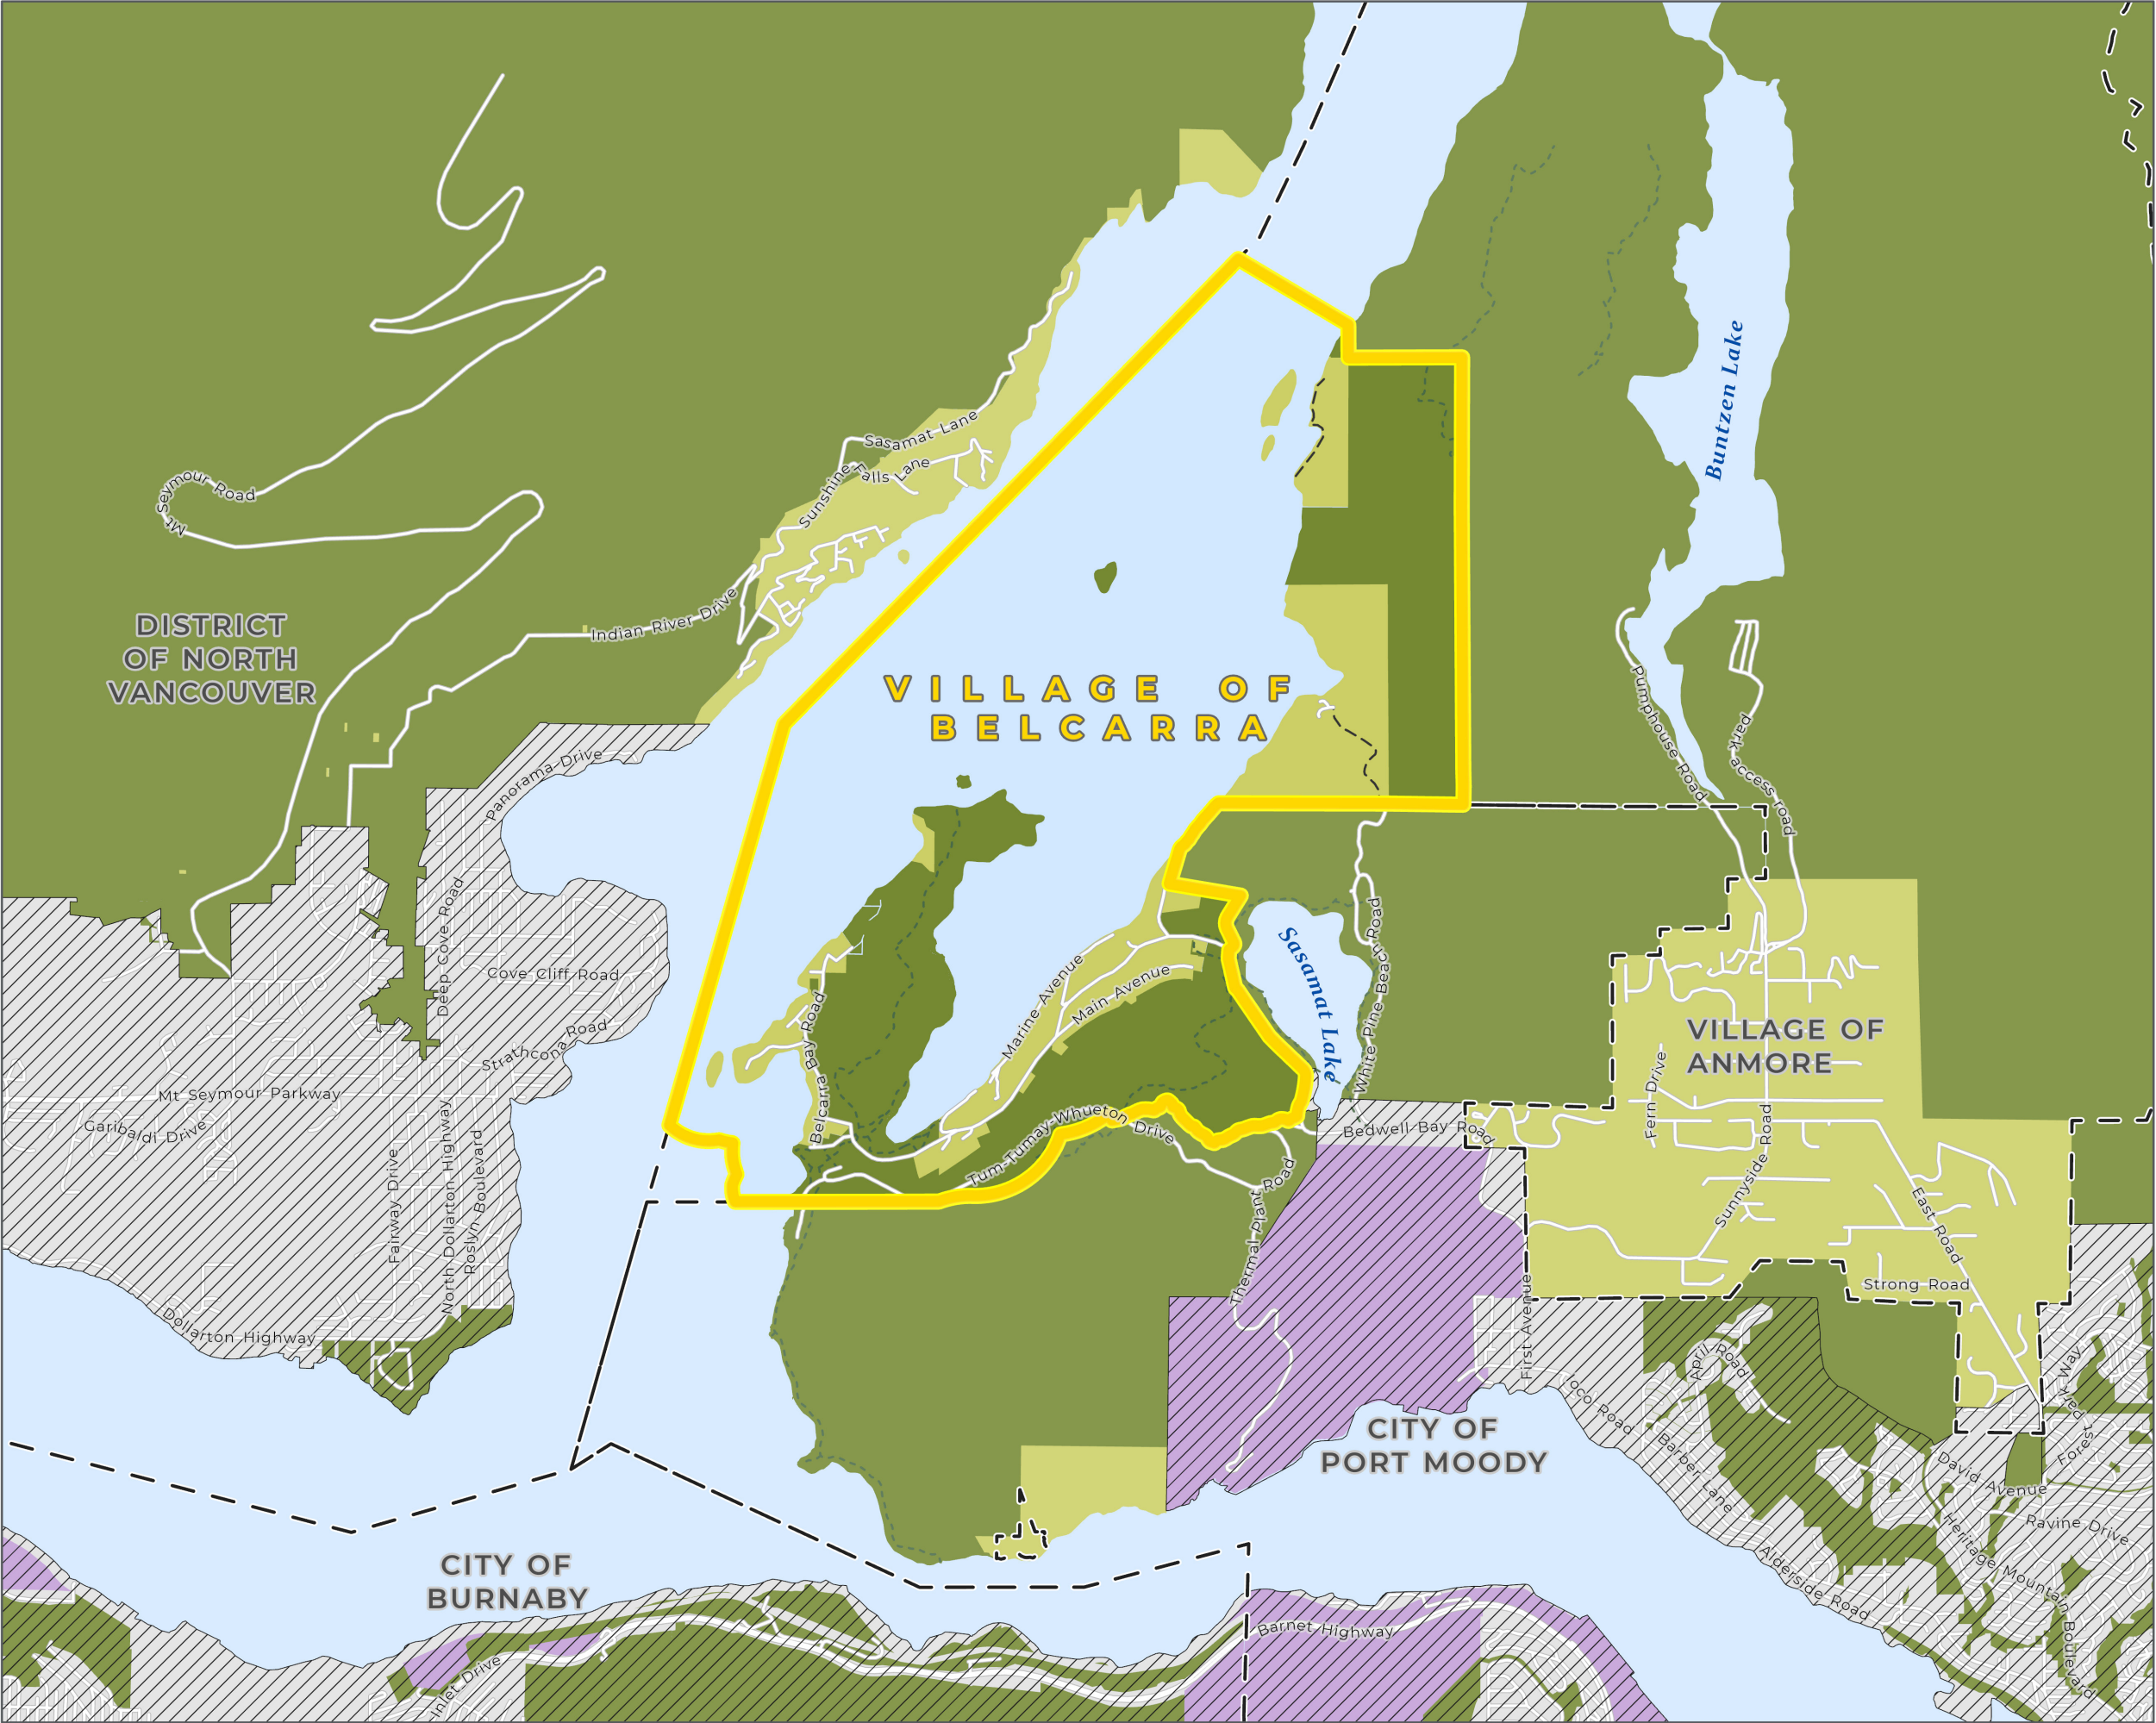 Buntzen Lake
Sasamat Lane
Falls Lane
Sunshine
Mt Seymour Road
Indian River Drive
DISTRICT
OF NORTH
VANCOUVER
VILLAGE OF
BELCARRA
Pumphouse Road
park access road
Panorama Drive
Deep Cove Road
Cove Cliff Road
Strathcona Road
Mt Seymour Parkway
Garibaldi Drive
Fairway Drive
North Dollarton Highway
Roslyn Boulevard
Dollarton Highway
Belcarra Bay Road
Marine Avenue
Main Avenue
Sasamat Lake
White Pine Beach Road
Tum-Tumay-Whueton Drive
Bedwell Bay Road
Thermal Plant Road
VILLAGE OF
ANMORE
Fern Drive
Sunnyside Road
East Road
Strong Road
First Avenue
April Road
Ioco Road
Barber Lane
Forest Park Way
David Avenue
Ravine Drive
Heritage Mountain Boulevard
Alderside Road
CITY OF
PORT MOODY
CITY OF
BURNABY
Inlet Drive
Barnet Highway